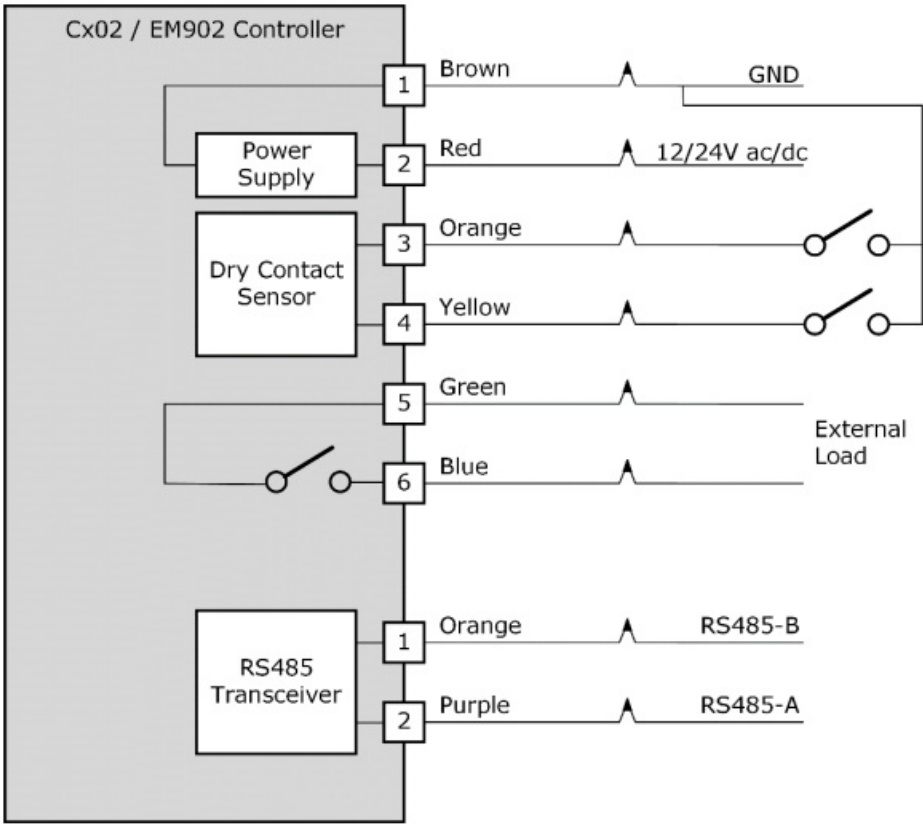 Cx02 / EM902 Controller
1
Brown
GND
Power
Supply
2
Red
12/24V ac/dc
Dry Contact
Sensor
3
Orange
4
Yellow
5
Green
6
Blue
External
Load
RS485
Transceiver
1
Orange
RS485-B
2
Purple
RS485-A